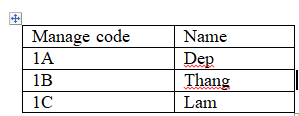 Manage code Name
1A Dep
1B Thang
1C Lam